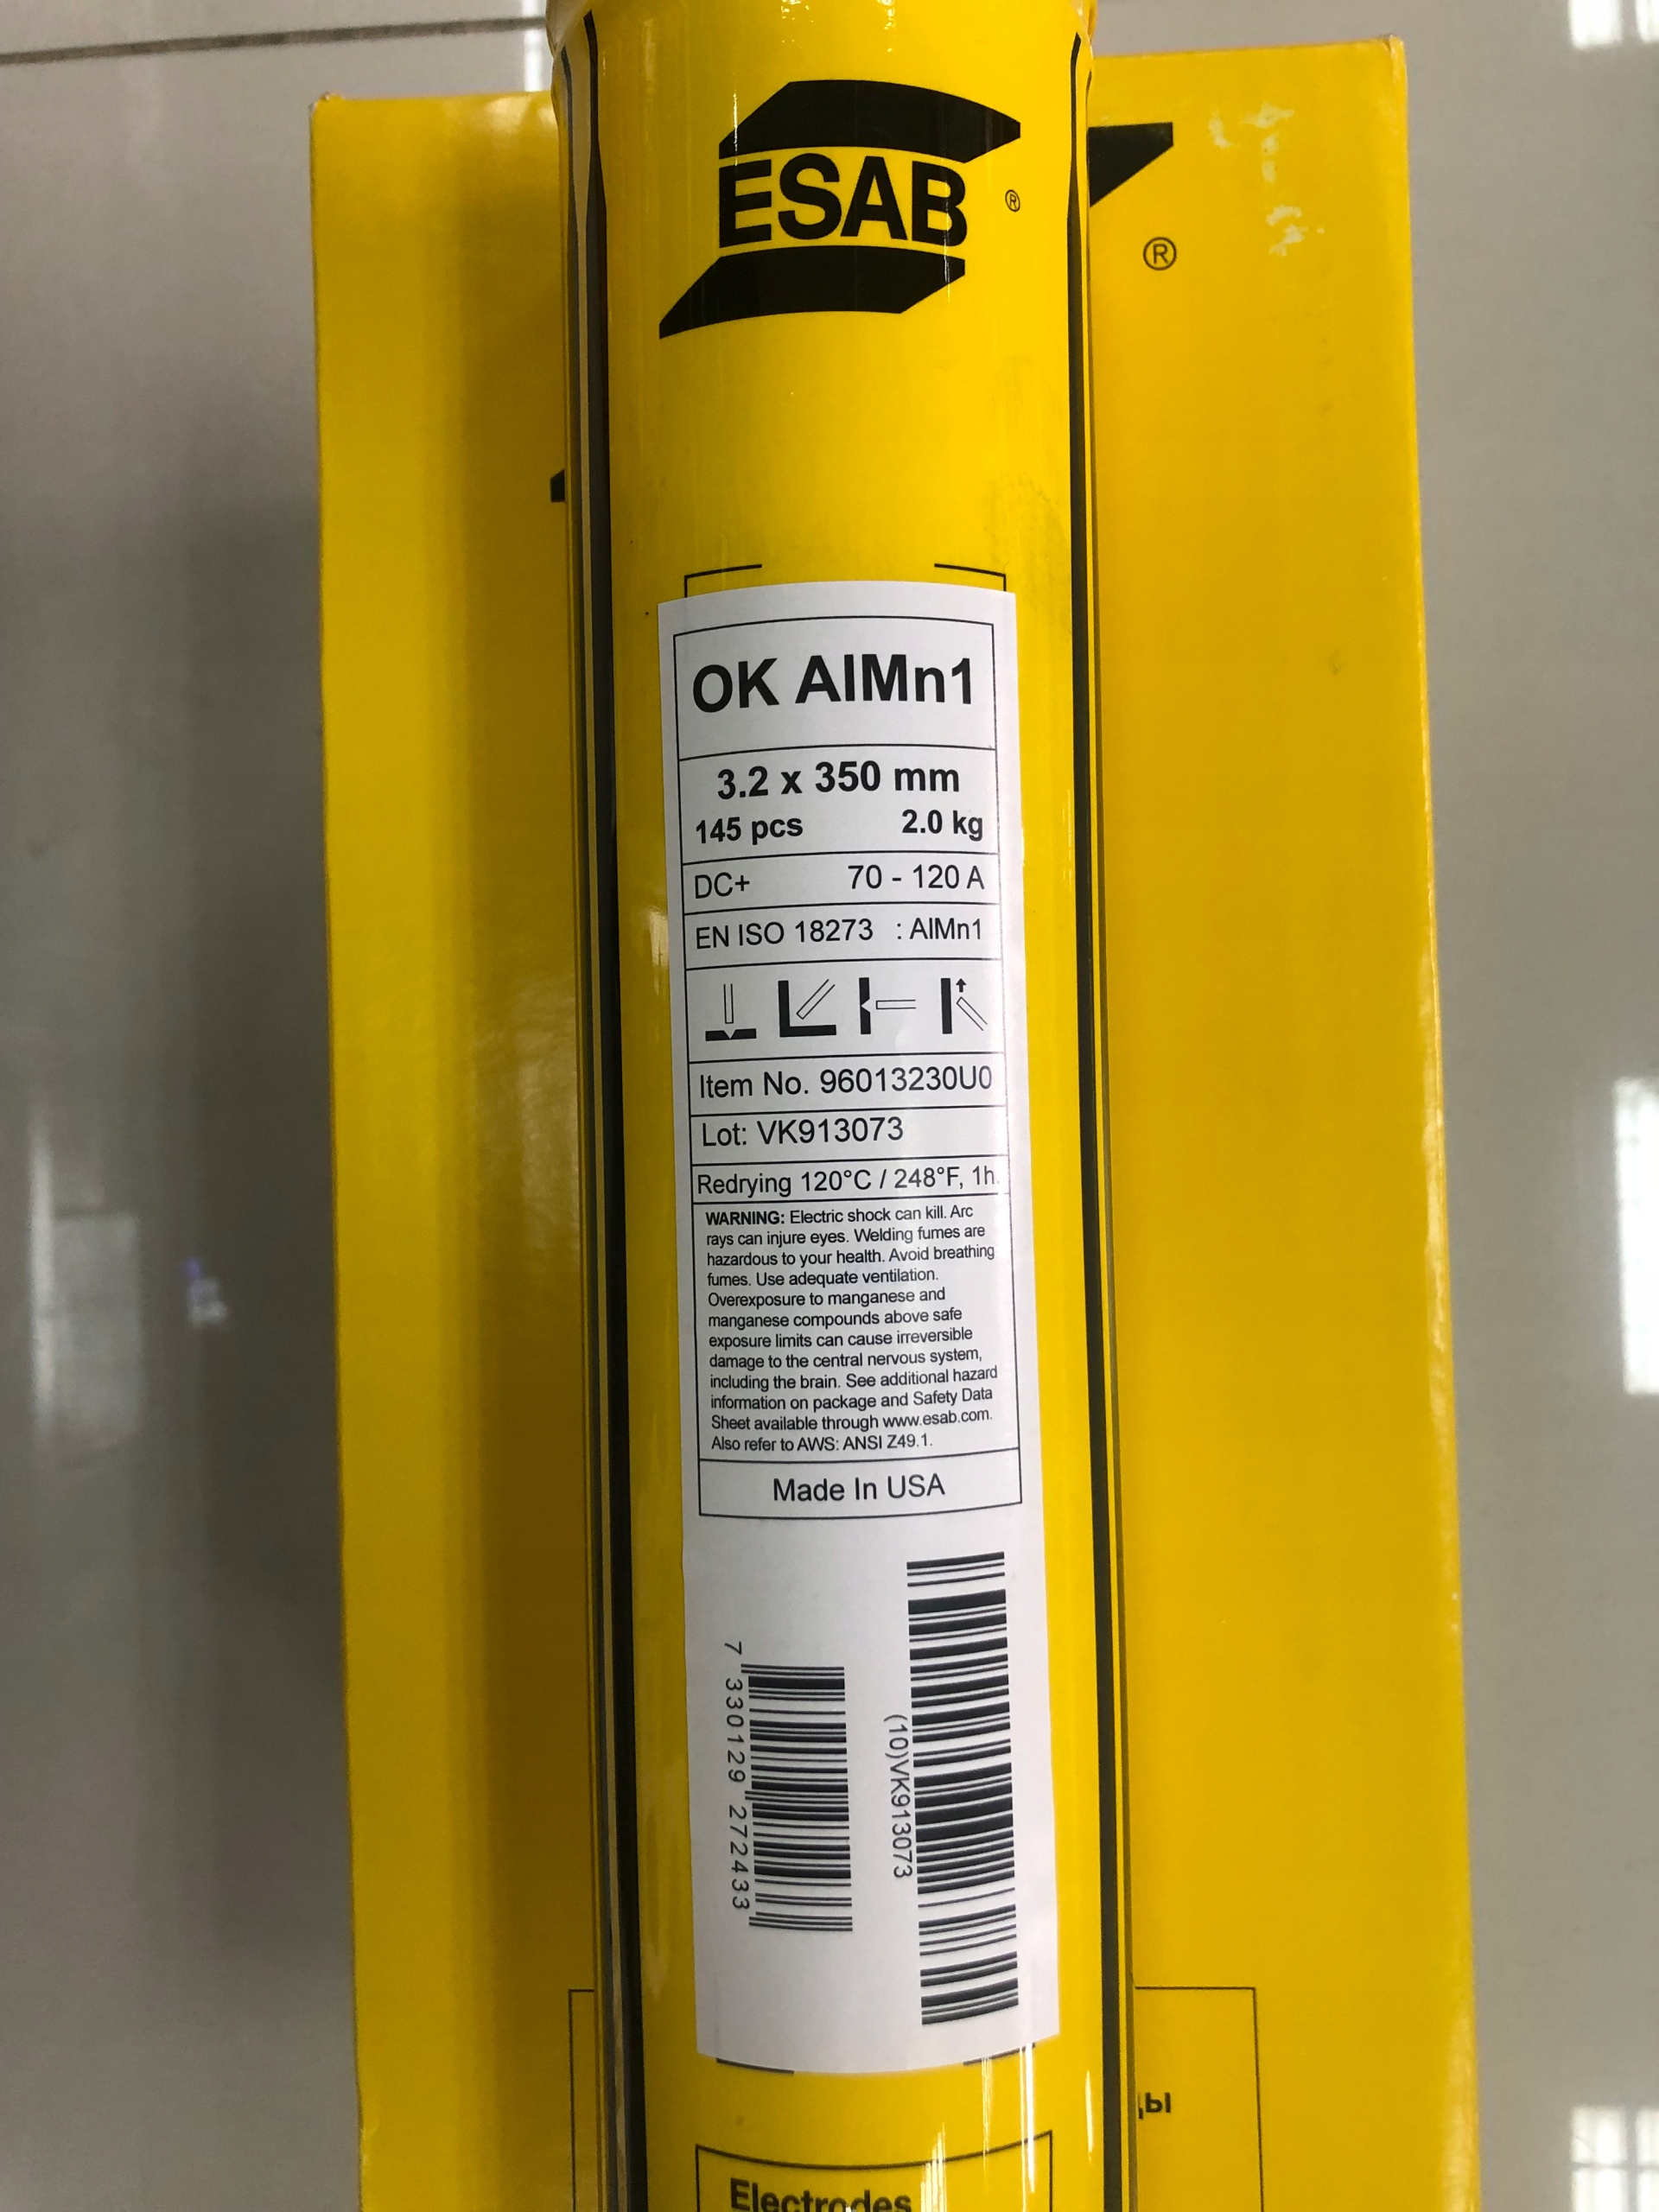 ESAB ®
®
OK AlMn1
3.2 x 350 mm
145 pcs 2.0 kg
DC+ 70 - 120 A
EN ISO 18273 : AlMn1
Item No. 96013230U0
Lot: VK913073
Redrying 120°C / 248°F, 1h.
WARNING: Electric shock can kill. Arc
rays can injure eyes. Welding fumes are
hazardous to your health. Avoid breathing
fumes. Use adequate ventilation.
Overexposure to manganese and
manganese compounds above safe
exposure limits can cause irreversible
damage to the central nervous system,
including the brain. See additional hazard
information on package and Safety Data
Sheet available through www.esab.com.
Also refer to AWS: ANSI Z49.1.
Made In USA
7 330129 272433
(10)VK913073
Electrodes